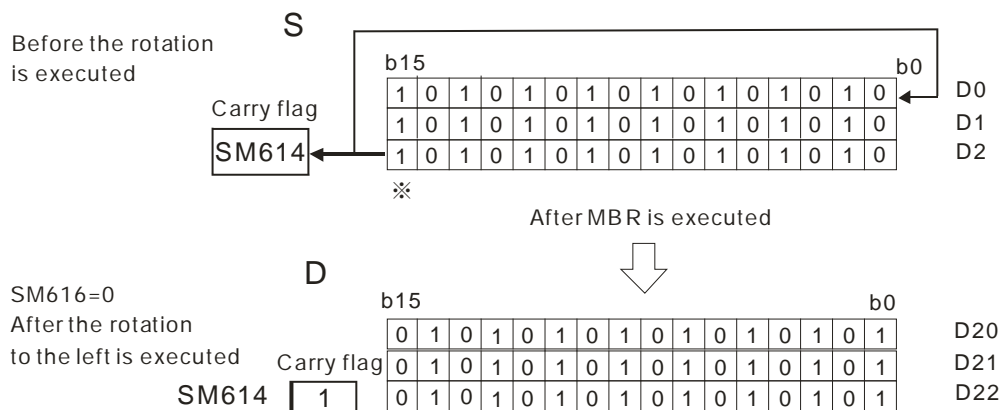 S
Before the rotation
is executed
b15 b0
1 0 1 0 1 0 1 0 1 0 1 0 1 0 1 0 D0
Carry flag
1 0 1 0 1 0 1 0 1 0 1 0 1 0 1 0 D1
SM614 1 0 1 0 1 0 1 0 1 0 1 0 1 0 1 0 D2
※
After MBR is executed
D
SM616=0
b15 b0
After the rotation
0 1 0 1 0 1 0 1 0 1 0 1 0 1 0 1 D20
to the left is executed
Carry flag 0 1 0 1 0 1 0 1 0 1 0 1 0 1 0 1 D21
SM614 1 0 1 0 1 0 1 0 1 0 1 0 1 0 1 0 1 D22